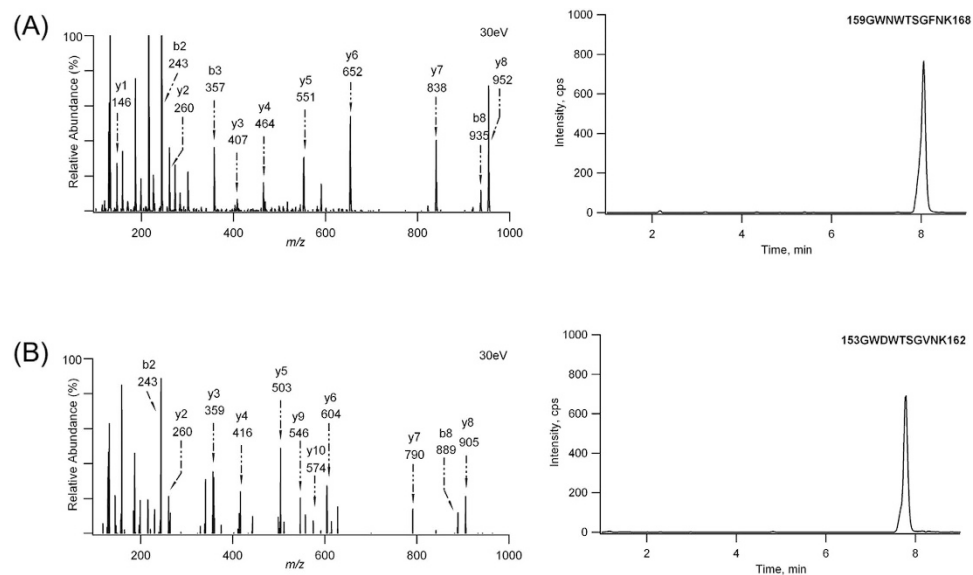 (A)
100
30eV
Relative Abundance (%)
y1
146
b2
243
y2
260
b3
357
y3
407
y4
464
y5
551
y6
652
y7
838
b8
935
y8
952
200
400
600
800
1000
m/z
159GWNWTSGFNK168
1000
800
600
400
200
0
Intensity, cps
2
4
6
8
Time, min
(B)
100
30eV
Relative Abundance (%)
b2
243
y2
260
y3
359
y4
416
y5
503
y9
546
y10
574
y6
604
y7
790
b8
889
y8
905
200
400
600
800
1000
m/z
153GWDWTSGVNK162
1000
800
600
400
200
0
Intensity, cps
2
4
6
8
Time, min